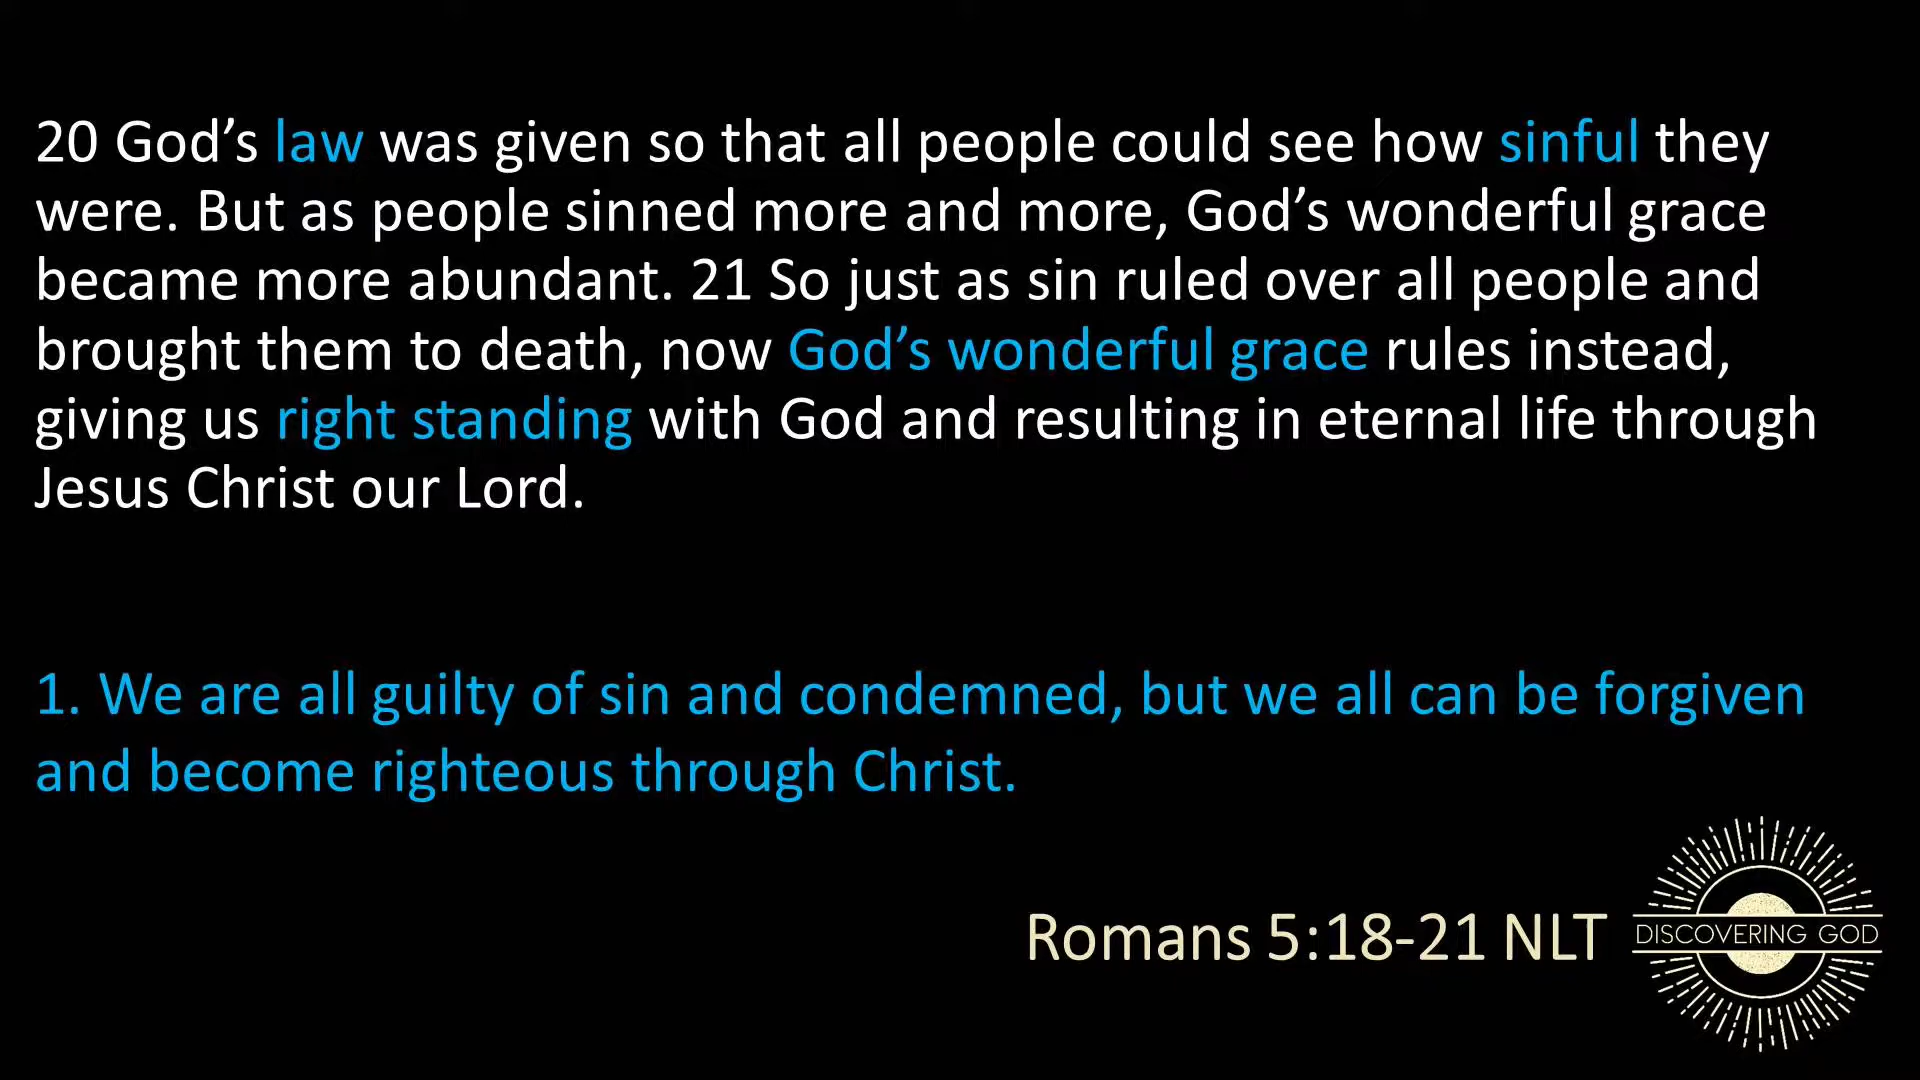 20 God’s law was given so that all people could see how sinful they
were. But as people sinned more and more, God’s wonderful grace
became more abundant. 21 So just as sin ruled over all people and
brought them to death, now God’s wonderful grace rules instead,
giving us right standing with God and resulting in eternal life through
Jesus Christ our Lord.
1. We are all guilty of sin and condemned, but we all can be forgiven
and become righteous through Christ.
Romans 5:18-21 NLT
DISCOVERING GOD